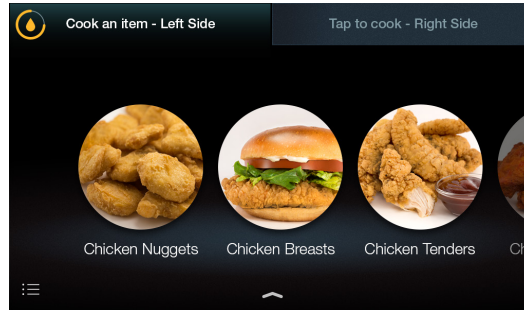 Cook an item - Left Side
Tap to cook - Right Side
Chicken Nuggets
Chicken Breasts
Chicken Tenders